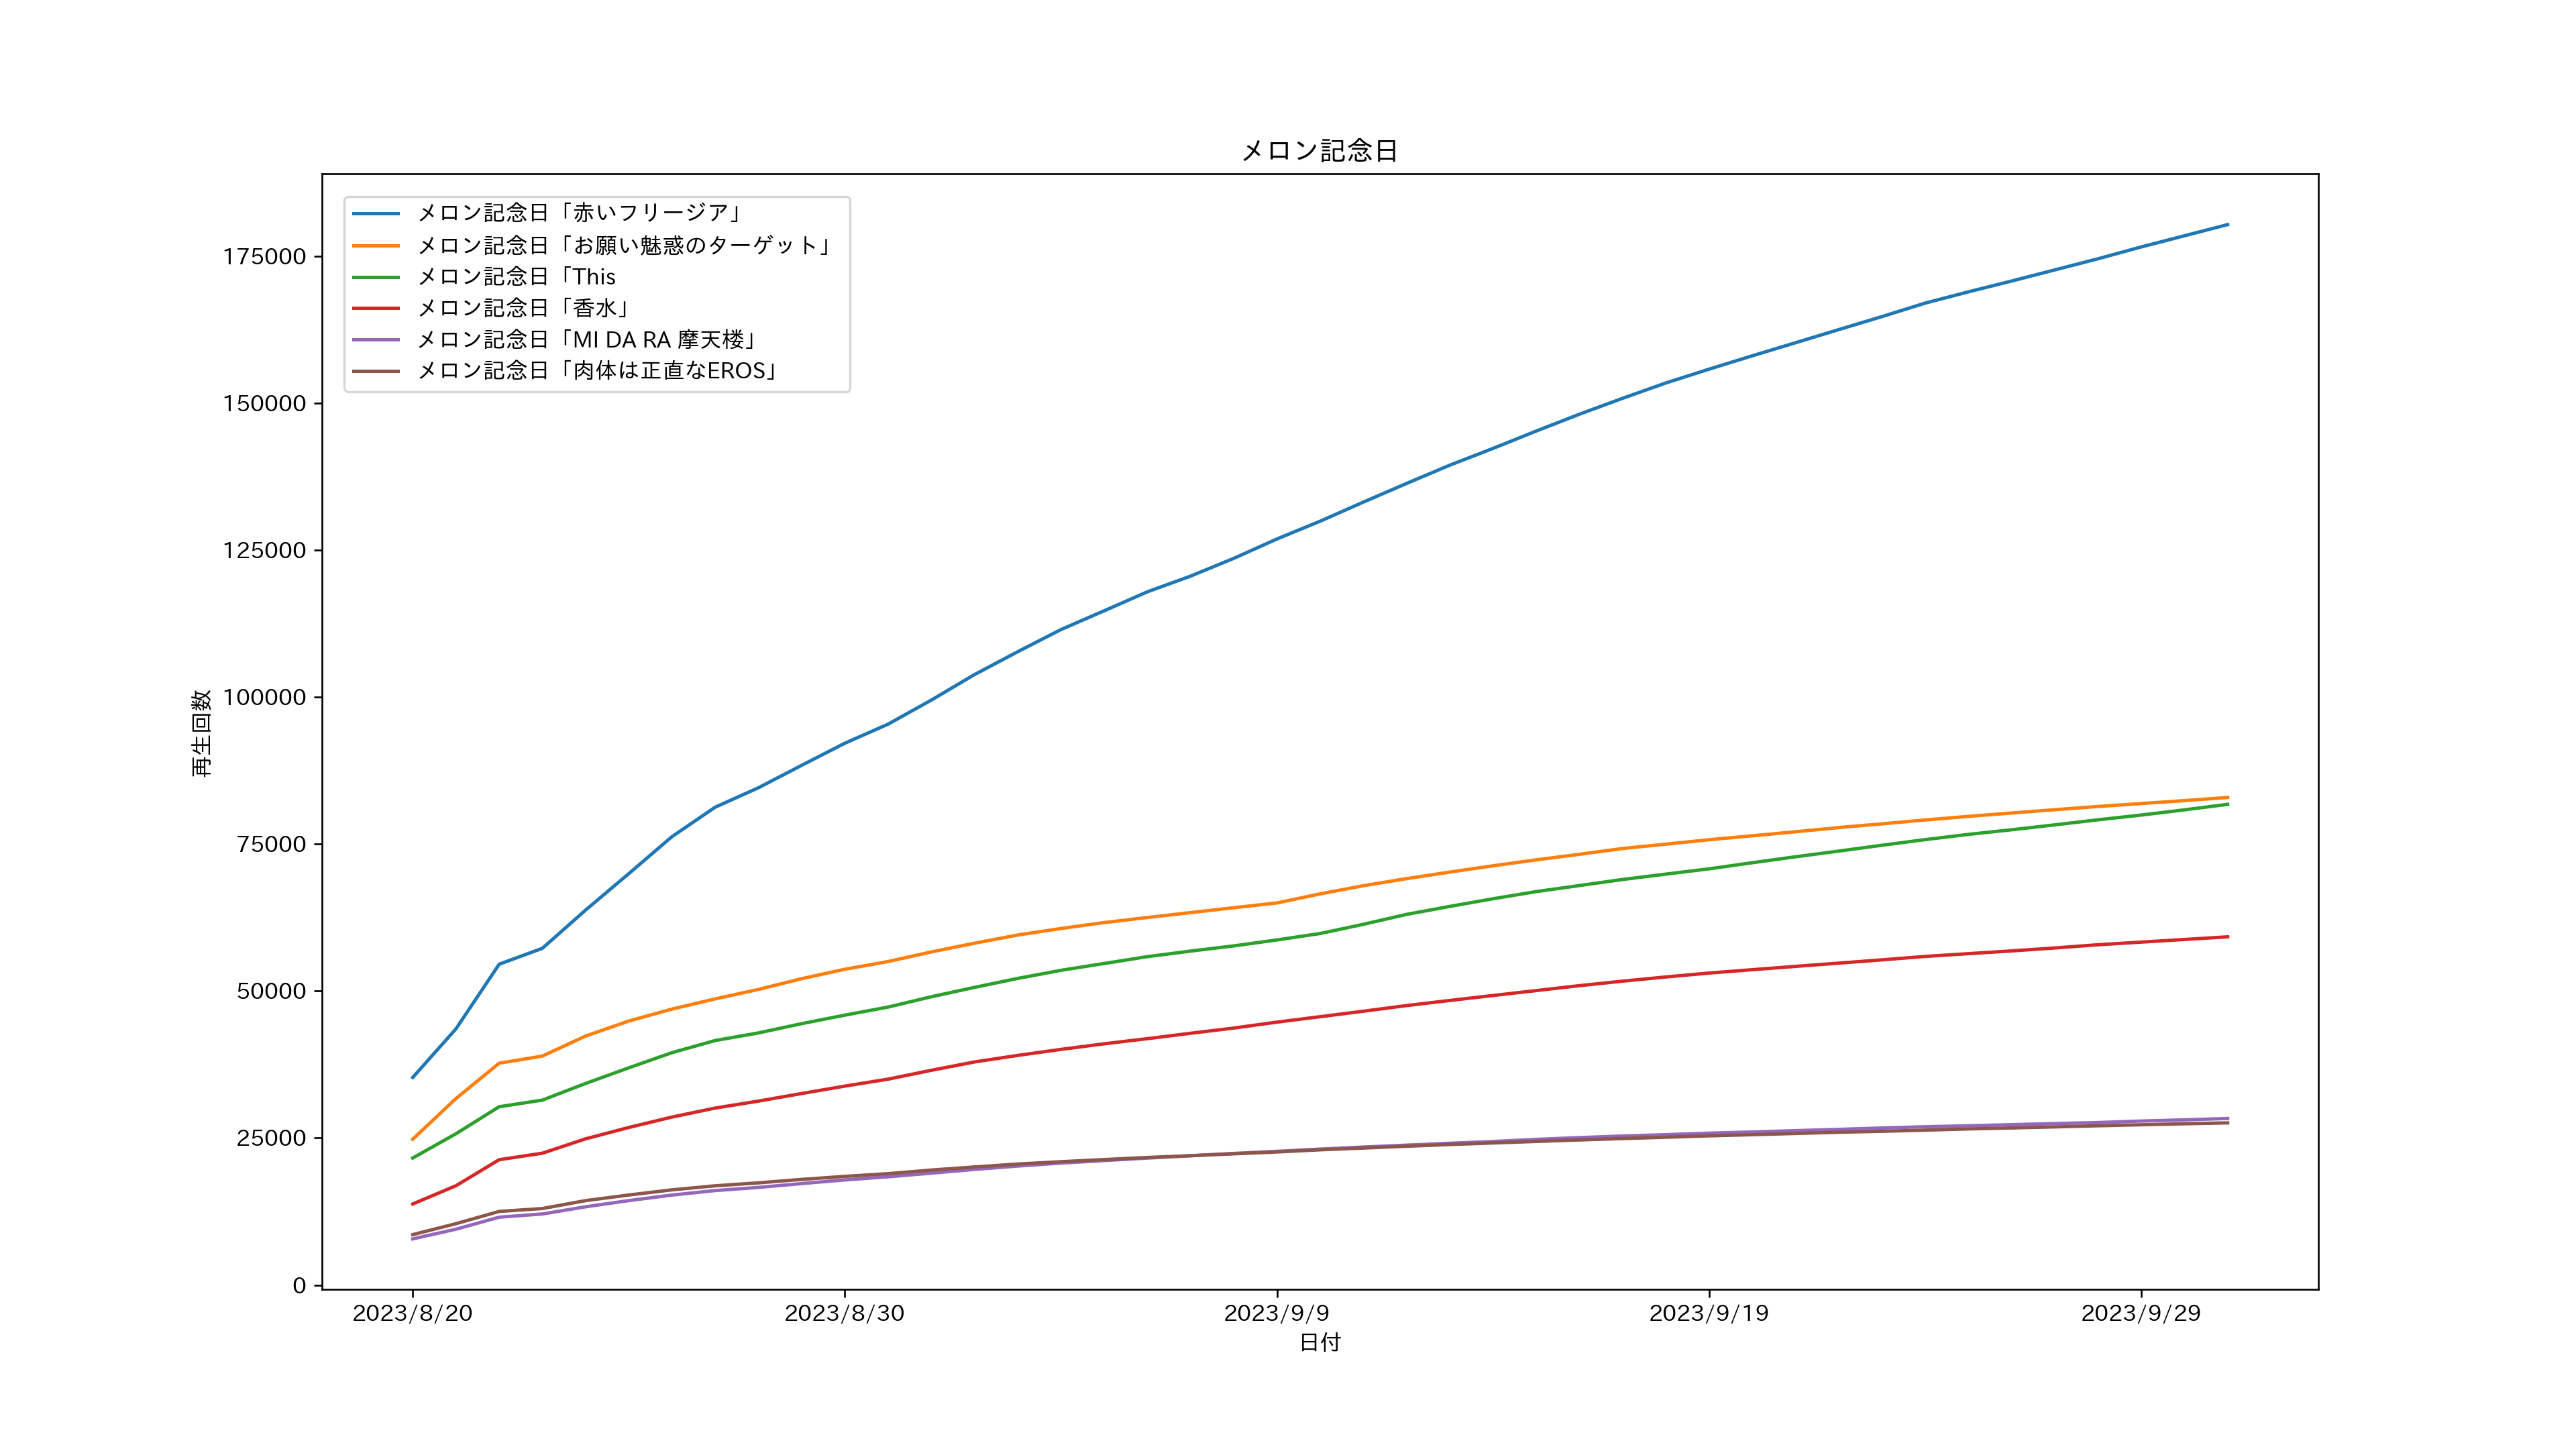 メロン記念日
メロン記念日「赤いフリージア」
メロン記念日「お願い魅惑のターゲット」
メロン記念日「This
メロン記念日「香水」
メロン記念日「MI DA RA 摩天楼」
メロン記念日「肉体は正直なEROS」
175000
150000
125000
100000
75000
50000
25000
0
再生回数
2023/8/20
2023/8/30
2023/9/9
2023/9/19
2023/9/29
日付